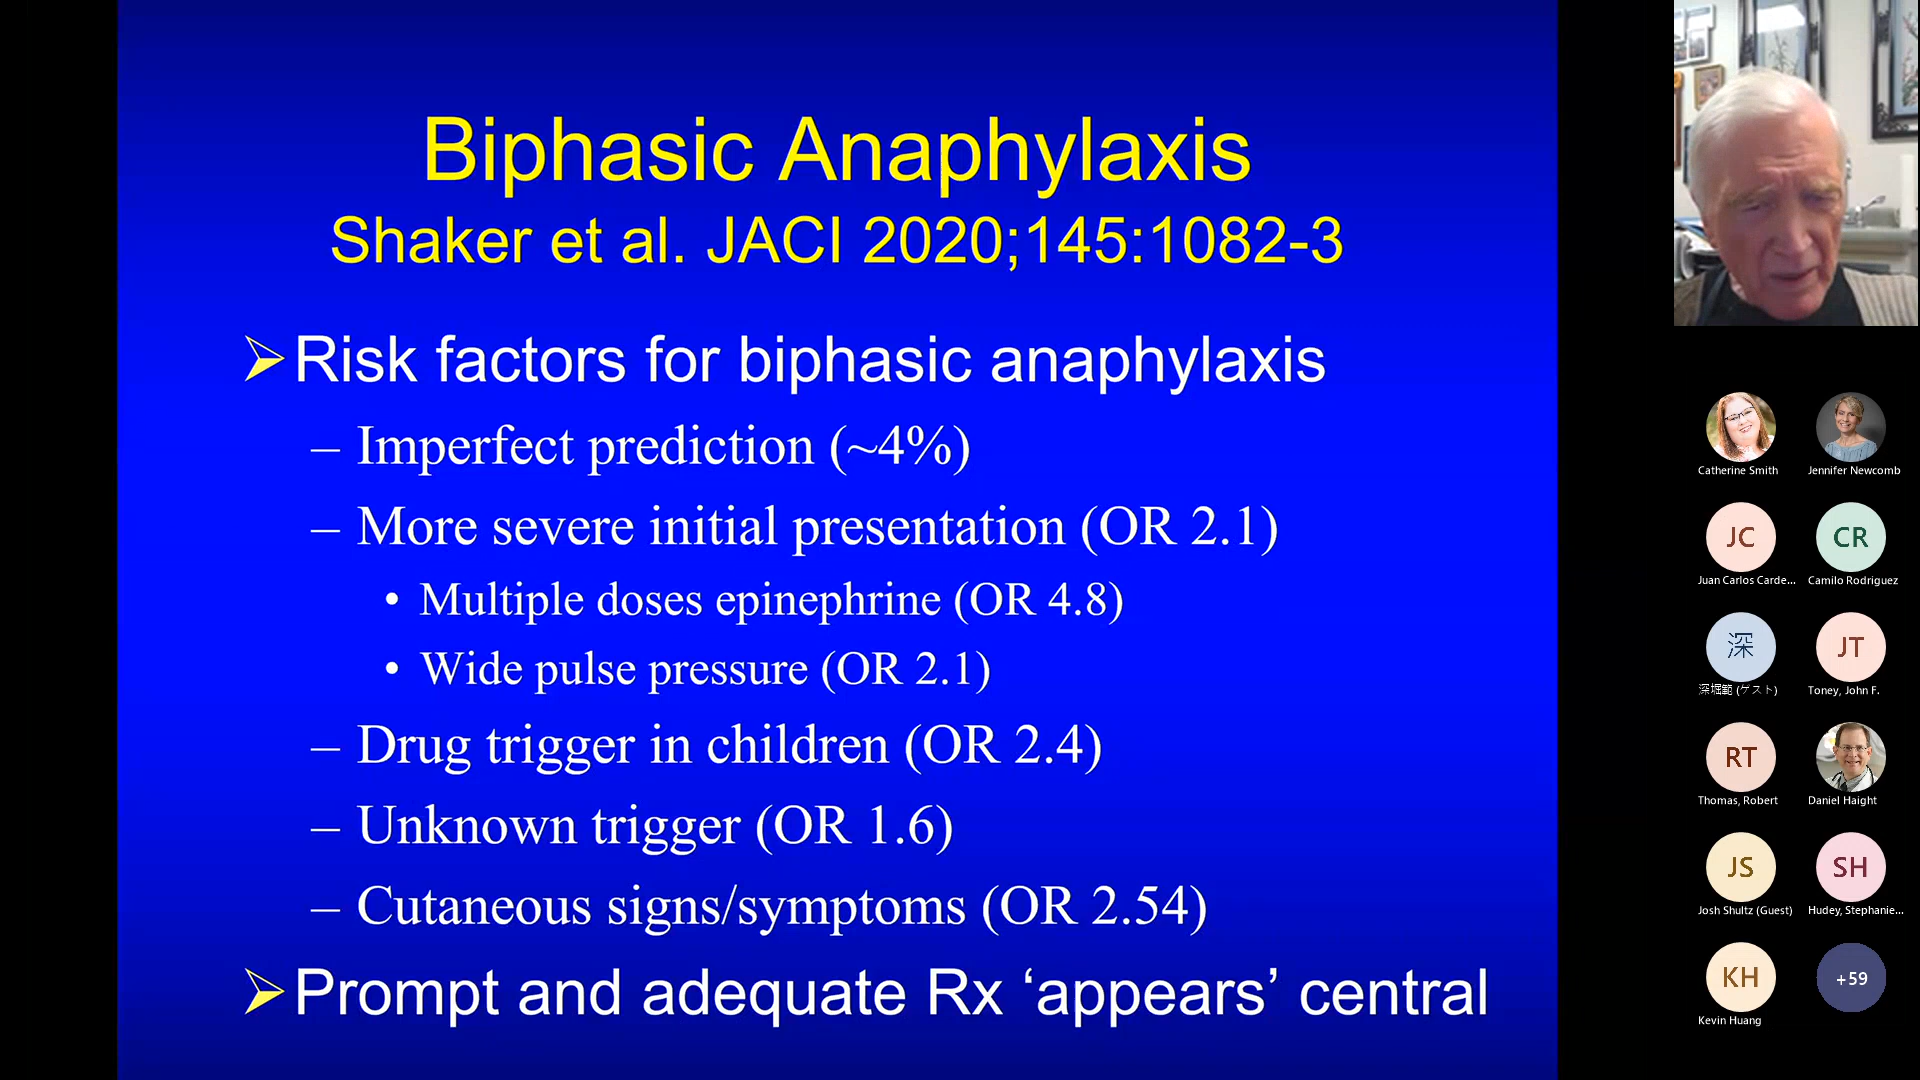 Biphasic Anaphylaxis
Shaker et al. JACI 2020;145:1082-3
Risk factors for biphasic anaphylaxis
– Imperfect prediction (~4%)
– More severe initial presentation (OR 2.1)
• Multiple doses epinephrine (OR 4.8)
• Wide pulse pressure (OR 2.1)
– Drug trigger in children (OR 2.4)
– Unknown trigger (OR 1.6)
– Cutaneous signs/symptoms (OR 2.54)
Prompt and adequate Rx ‘appears’ central
Catherine Smith
Jennifer Newcomb
JC
Juan Carlos Carde...
CR
Camilo Rodriguez
深
深堀範 (ゲスト)
JT
Toney, John F.
RT
Thomas, Robert
Daniel Haight
JS
Josh Shultz (Guest)
SH
Hudey, Stephanie...
KH
Kevin Huang
+59